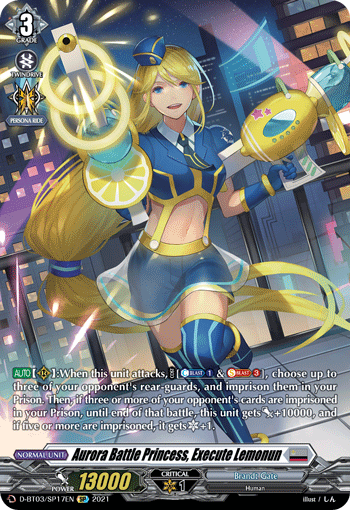 3
GRADE
TWINDRIVE
PERSONA RIDE
AUTO [R]:When this unit attacks, COST [C BLAST 1 & S BLAST 3], choose up to
three of your opponent's rear-guards, and imprison them in your
Prison. Then, if three or more of your opponent's cards are imprisoned
in your Prison, until end of that battle, this unit gets +10000, and
if five or more are imprisoned, it gets +1.
NORMAL UNIT Aurora Battle Princess, Execute Lemonun
POWER 13000 CRITICAL 1 Brandt Gate
Human
D-BT03/SP17EN SP 2021 illust / しん